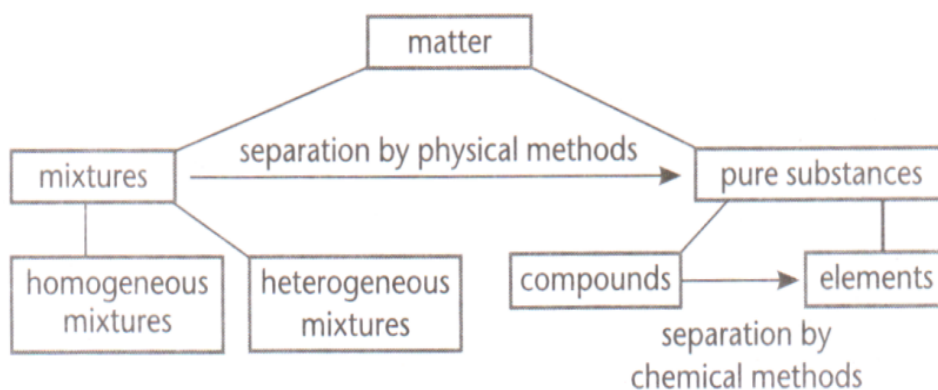 matter
separation by physical methods
mixtures
pure substances
homogeneous
mixtures
heterogeneous
mixtures
compounds
elements
separation by
chemical methods